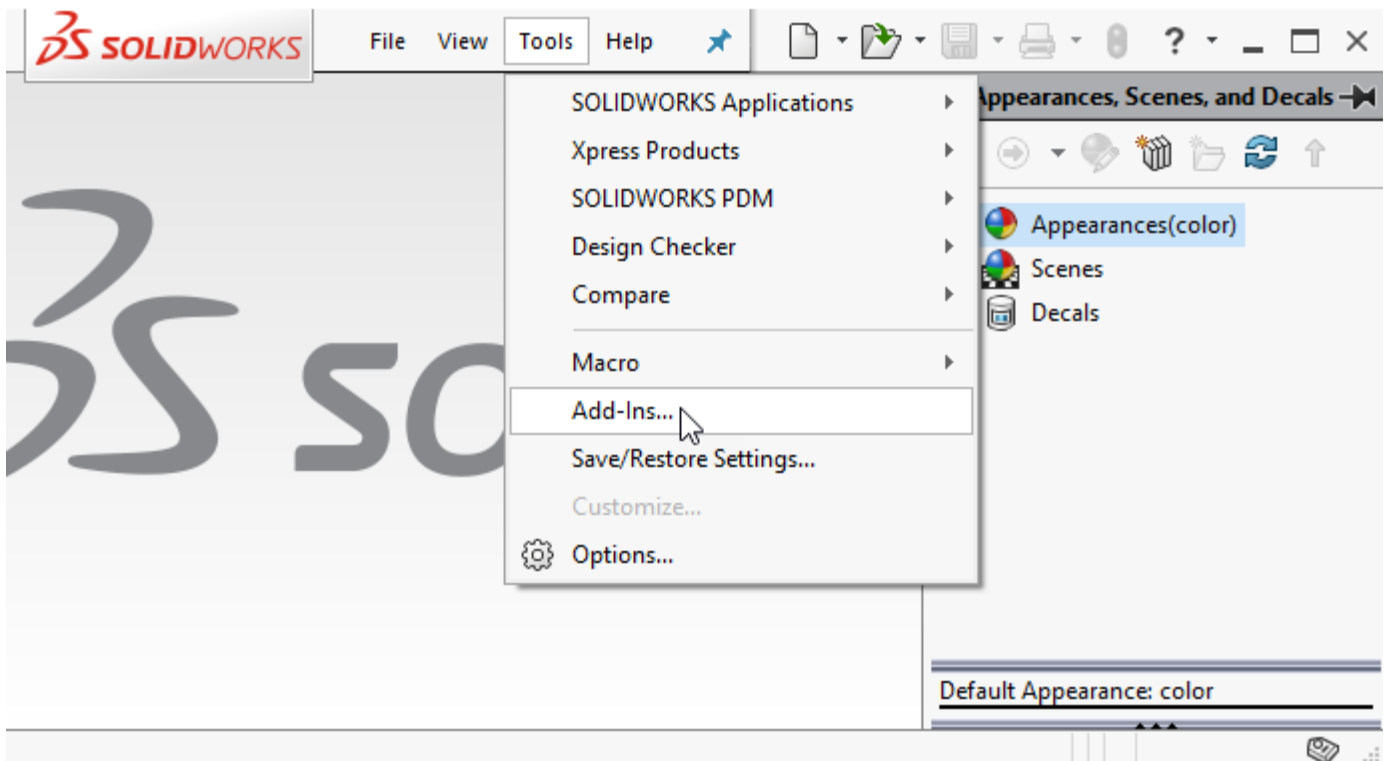 SOLIDWORKS File View Tools Help ?
SOLIDWORKS Applications
Appearances, Scenes, and Decals
Xpress Products
SOLIDWORKS PDM
Appearances(color)
Design Checker
Scenes
Compare
Decals
Macro
SO
Add-Ins...
Save/Restore Settings...
Customize...
Options...
Default Appearance: color